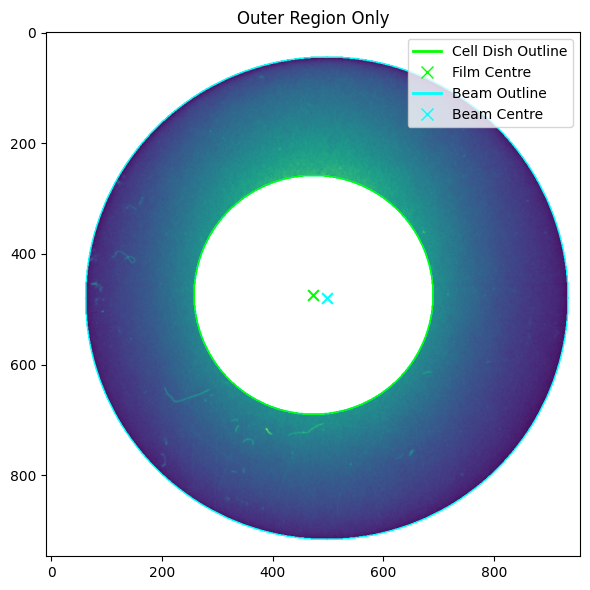 Outer Region Only
Cell Dish Outline
Film Centre
Beam Outline
Beam Centre
0
200
400
600
800
0
200
400
600
800